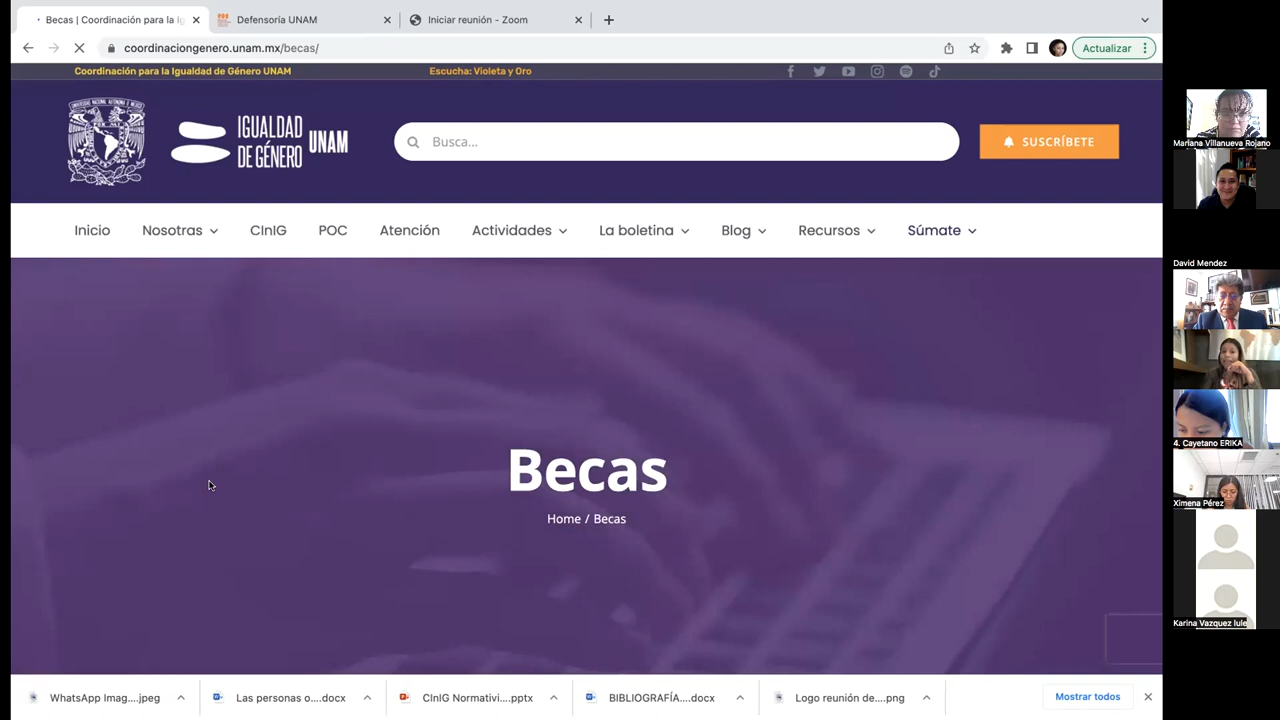 Becas | Coordinación para la Ig
Defensoría UNAM
Iniciar reunión - Zoom
coordinaciongenero.unam.mx/becas/
Actualizar
Coordinación para la Igualdad de Género UNAM
Escucha: Violeta y Oro
IGUALDAD
DE GÉNERO
UNAM
Busca...
SUSCRÍBETE
Inicio
Nosotras
CInIG
POC
Atención
Actividades
La boletina
Blog
Recursos
Súmate
Becas
Home / Becas
WhatsApp Imag....jpeg
Las personas o....docx
CInIG Normativi....pptx
BIBLIOGRAFÍA....docx
Logo reunión de....png
Mostrar todos
Mariana Villanueva Rojano
David Mendez
4. Cayetano ERIKA
Ximena Pérez
Karina Vazquez Iule